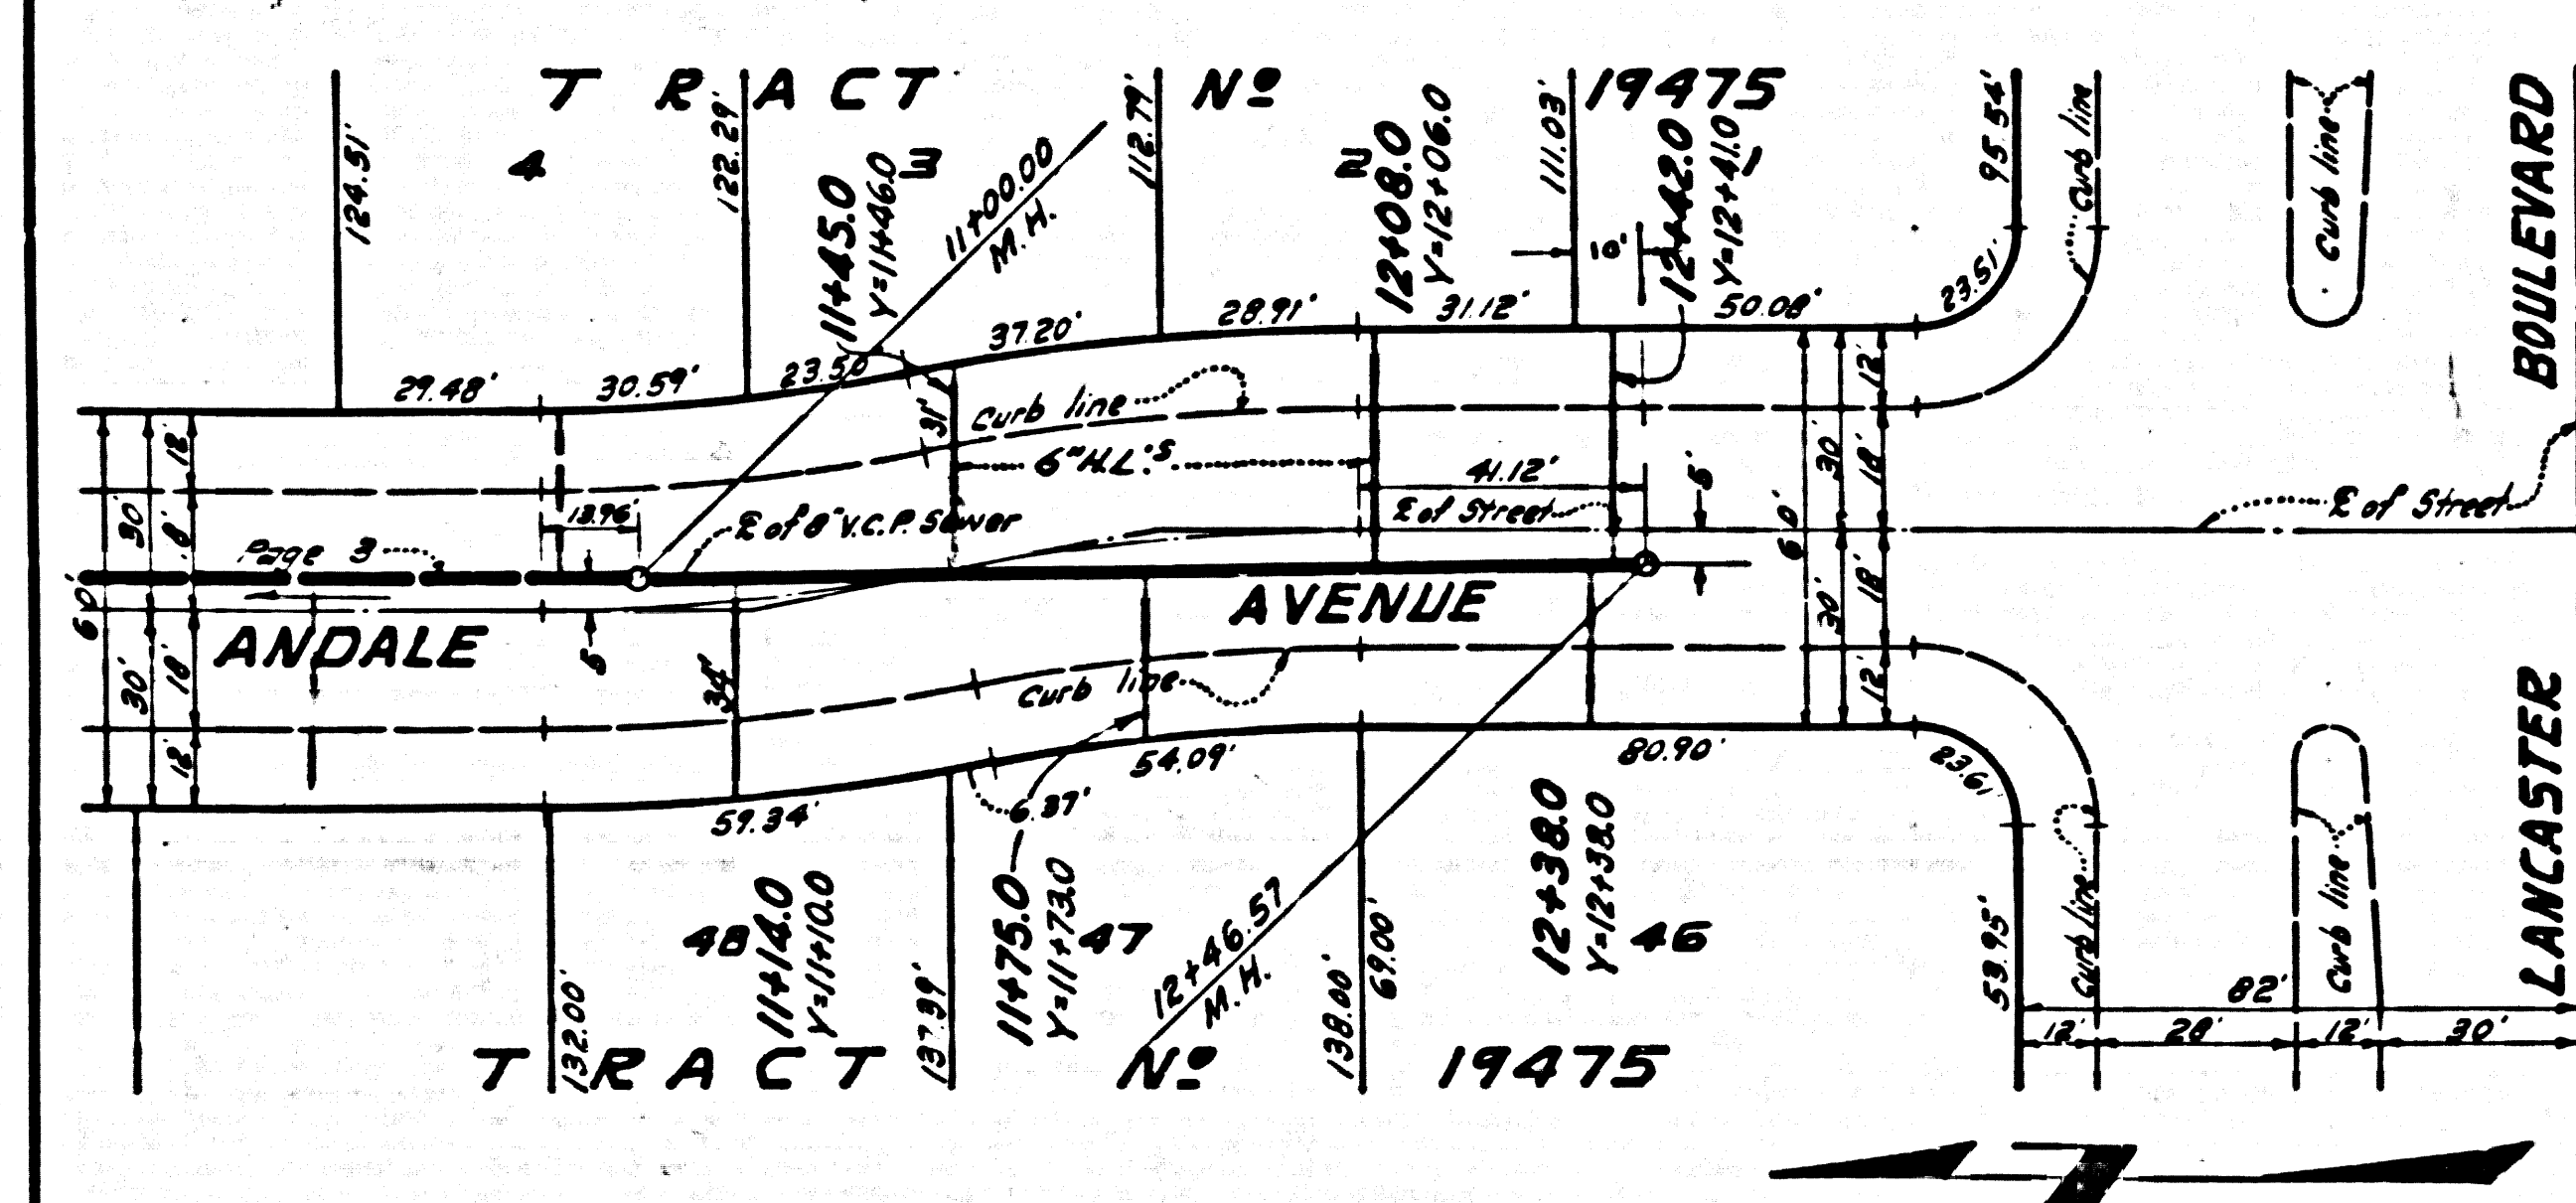 TRACT Nº 19475
4
3
2
124.51'
122.29'
112.79'
111.03'
95.54'
11+45.0
Y=11+46.0
11+00.00
M.H.
12+08.0
Y=12+06.0
12+42.0
Y=12+41.0
10'
Curb line
Curb line
BOULEVARD
29.48'
30.59'
23.50
37.20'
28.91'
31.12'
50.08'
23.51
31'
Curb line
6" H.L.'s
41.12'
5'
13.96'
℄ of 8" V.C.P. Sewer
℄ of Street
℄ of Street
Page 3
60'
30'
30'
12'
18'
18'
12'
60'
30'
30'
12'
18'
18'
12'
ANDALE
AVENUE
5'
34'
Curb line
59.34'
6.37'
54.09'
80.90'
23.61
48
11+14.0
Y=11+10.0
11+75.0
Y=11+73.0
47
12+46.57
M.H.
12+38.0
Y=12+38.0
46
132.00'
137.39'
138.00'
69.00'
53.95'
Curb line
Curb line
LANCASTER
82'
12'
28'
12'
30'
TRACT Nº 19475